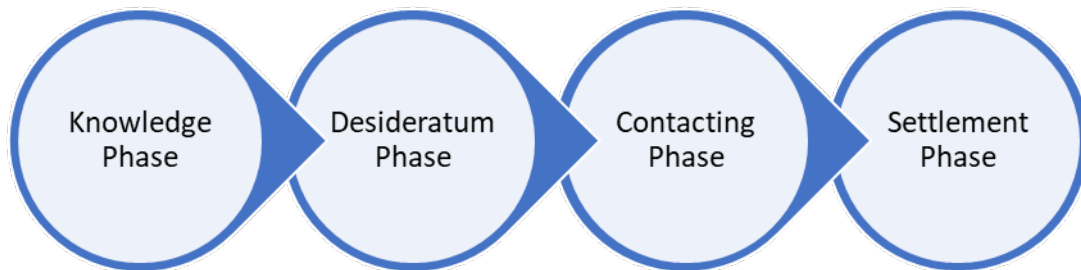 Knowledge
Phase
Desideratum
Phase
Contacting
Phase
Settlement
Phase